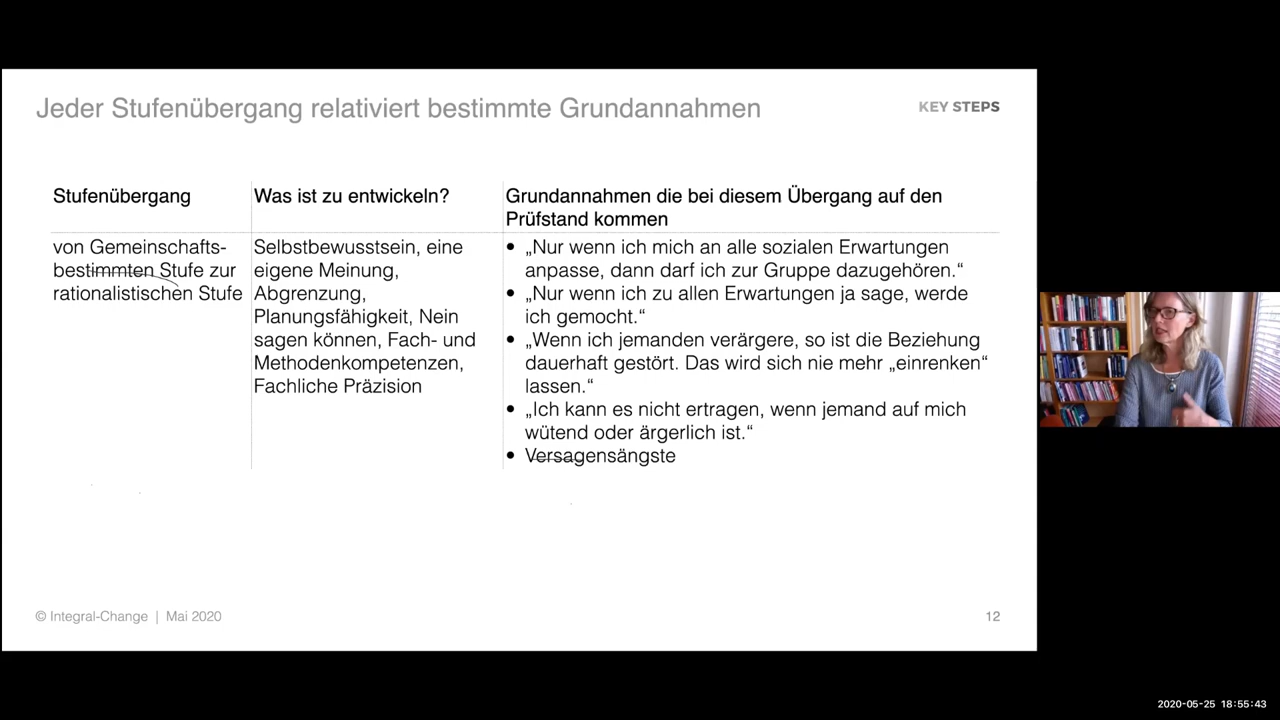 Jeder Stufenübergang relativiert bestimmte Grundannahmen
KEY STEPS
Stufenübergang
Was ist zu entwickeln?
Grundannahmen die bei diesem Übergang auf den
Prüfstand kommen
von Gemeinschafts-
bestimmten Stufe zur
rationalistischen Stufe
Selbstbewusstsein, eine
eigene Meinung,
Abgrenzung,
Planungsfähigkeit, Nein
sagen können, Fach- und
Methodenkompetenzen,
Fachliche Präzision
• „Nur wenn ich mich an alle sozialen Erwartungen
anpasse, dann darf ich zur Gruppe dazugehören.“
• „Nur wenn ich zu allen Erwartungen ja sage, werde
ich gemocht.“
• „Wenn ich jemanden verärgere, so ist die Beziehung
dauerhaft gestört. Das wird sich nie mehr „einrenken“
lassen.“
• „Ich kann es nicht ertragen, wenn jemand auf mich
wütend oder ärgerlich ist.“
• Versagensängste
© Integral-Change | Mai 2020
12
2020-05-25 18:55:43